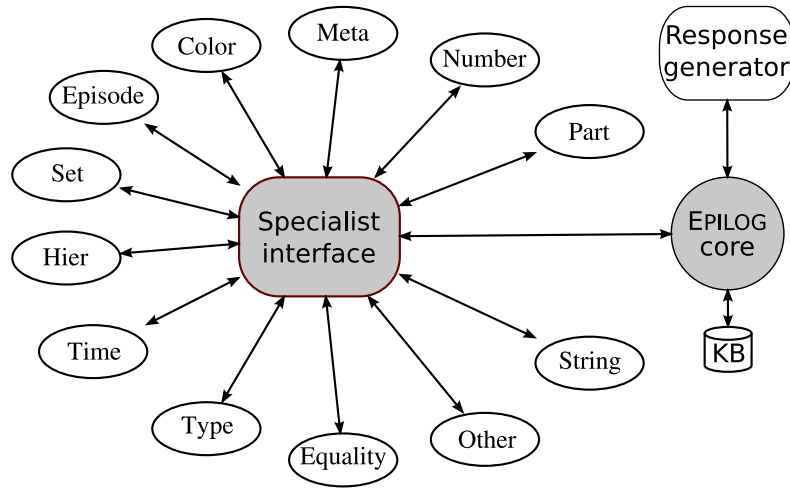 Meta
Color
Number
Response
generator
Episode
Part
Set
Specialist
interface
EPILOG
core
Hier
Time
KB
String
Type
Other
Equality